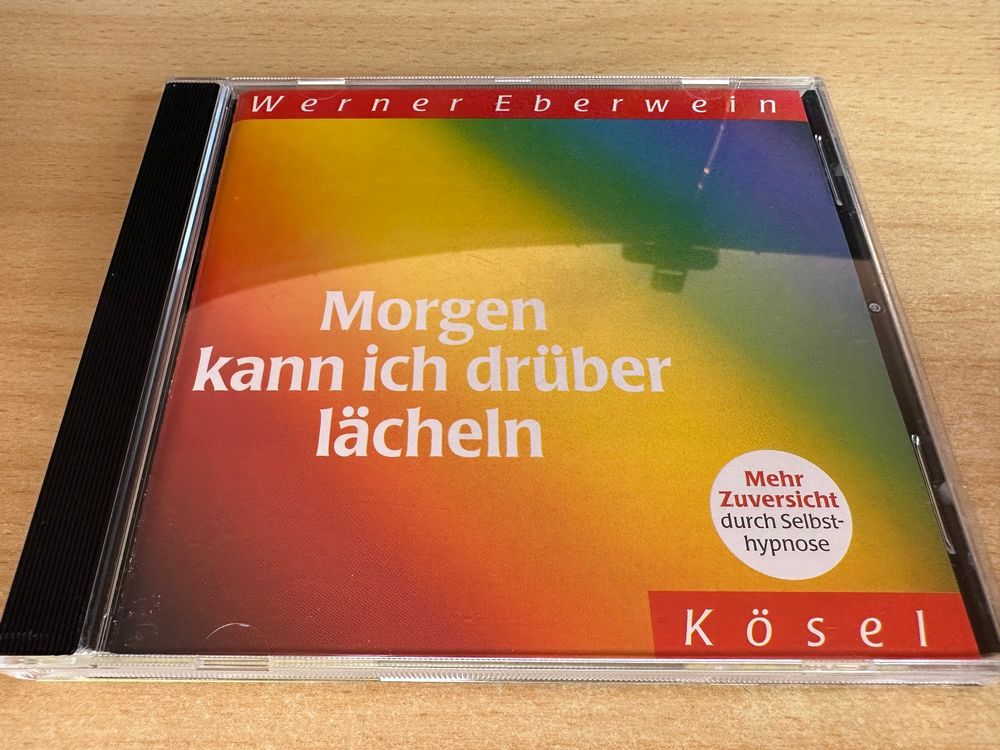 Werner Eberwein
Morgen
kann ich drüber
lächeln
Mehr
Zuversicht
durch Selbst-
hypnose
Kösel